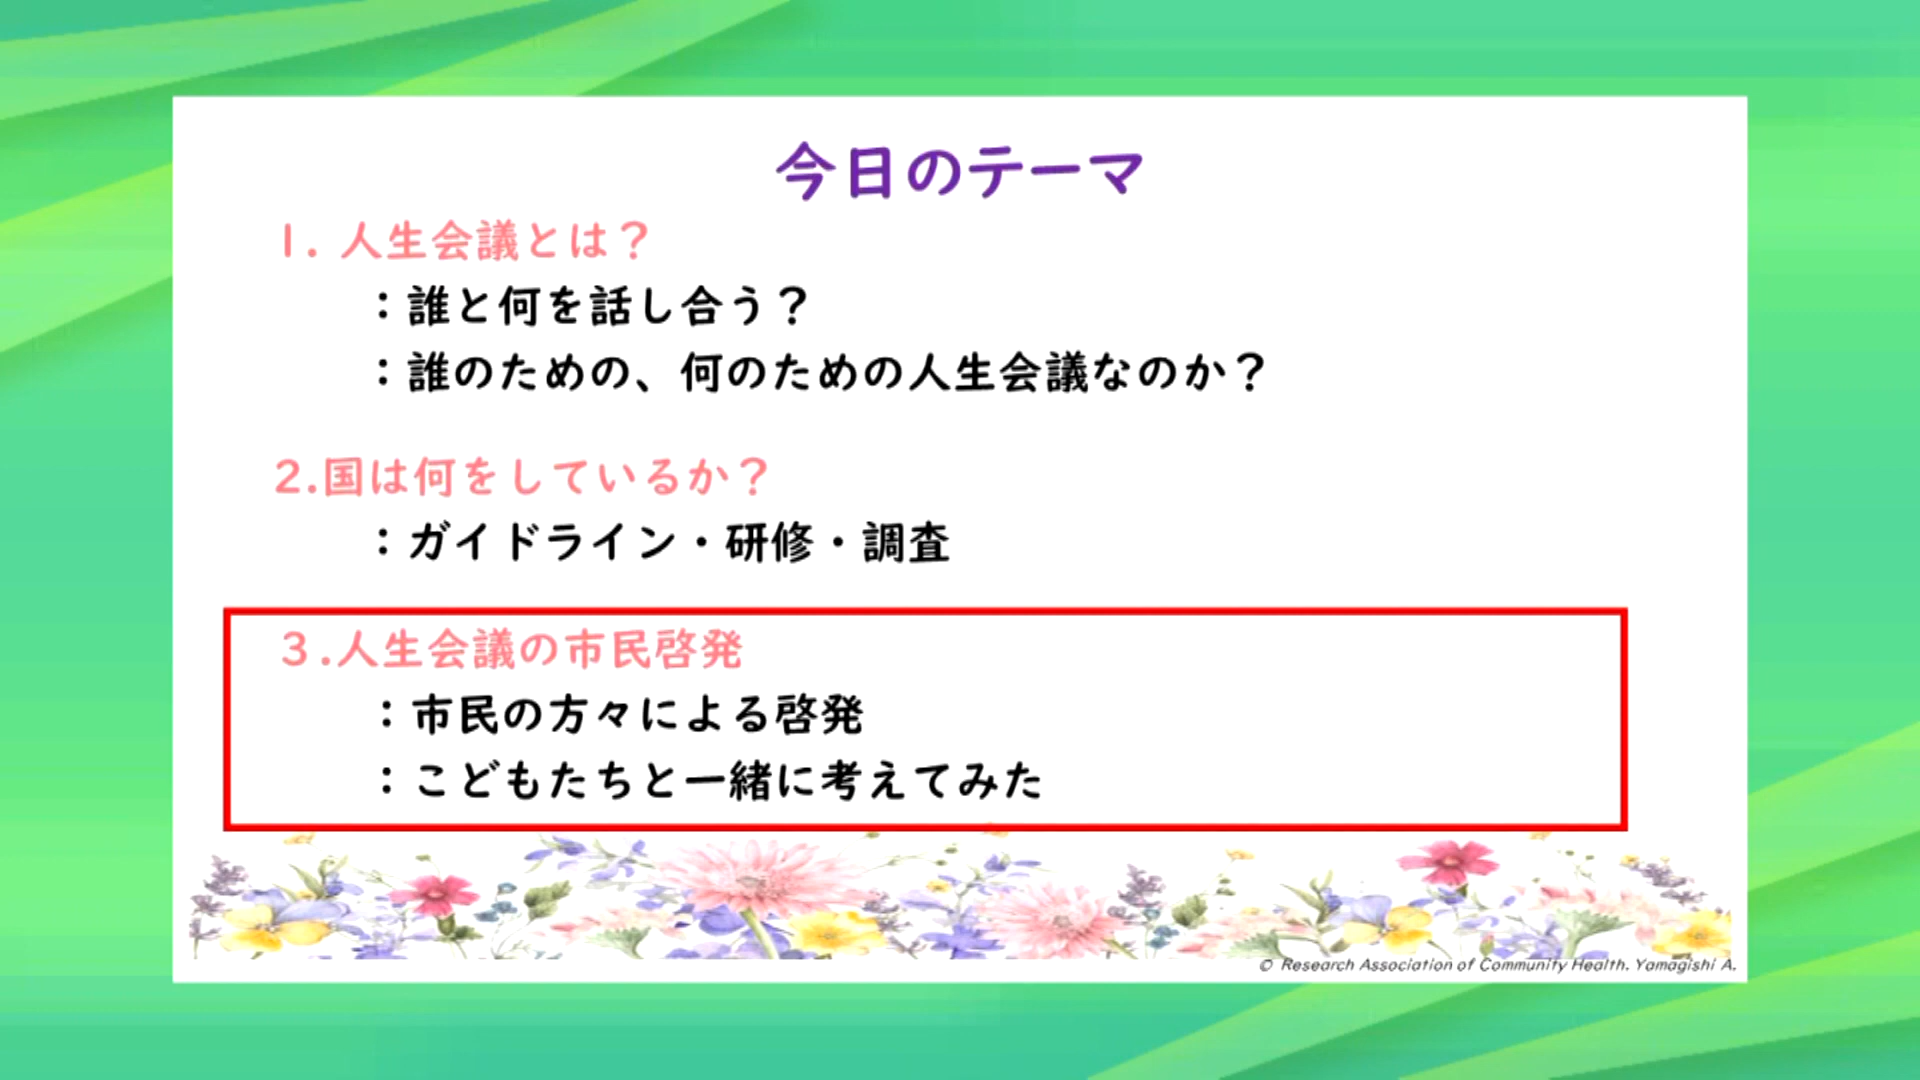 今日のテーマ
1. 人生会議とは？
：誰と何を話し合う？
：誰のための、何のための人生会議なのか？
2.国は何をしているか？
：ガイドライン・研修・調査
３.人生会議の市民啓発
：市民の方々による啓発
：こどもたちと一緒に考えてみた
© Research Association of Community Health. Yamagishi A.